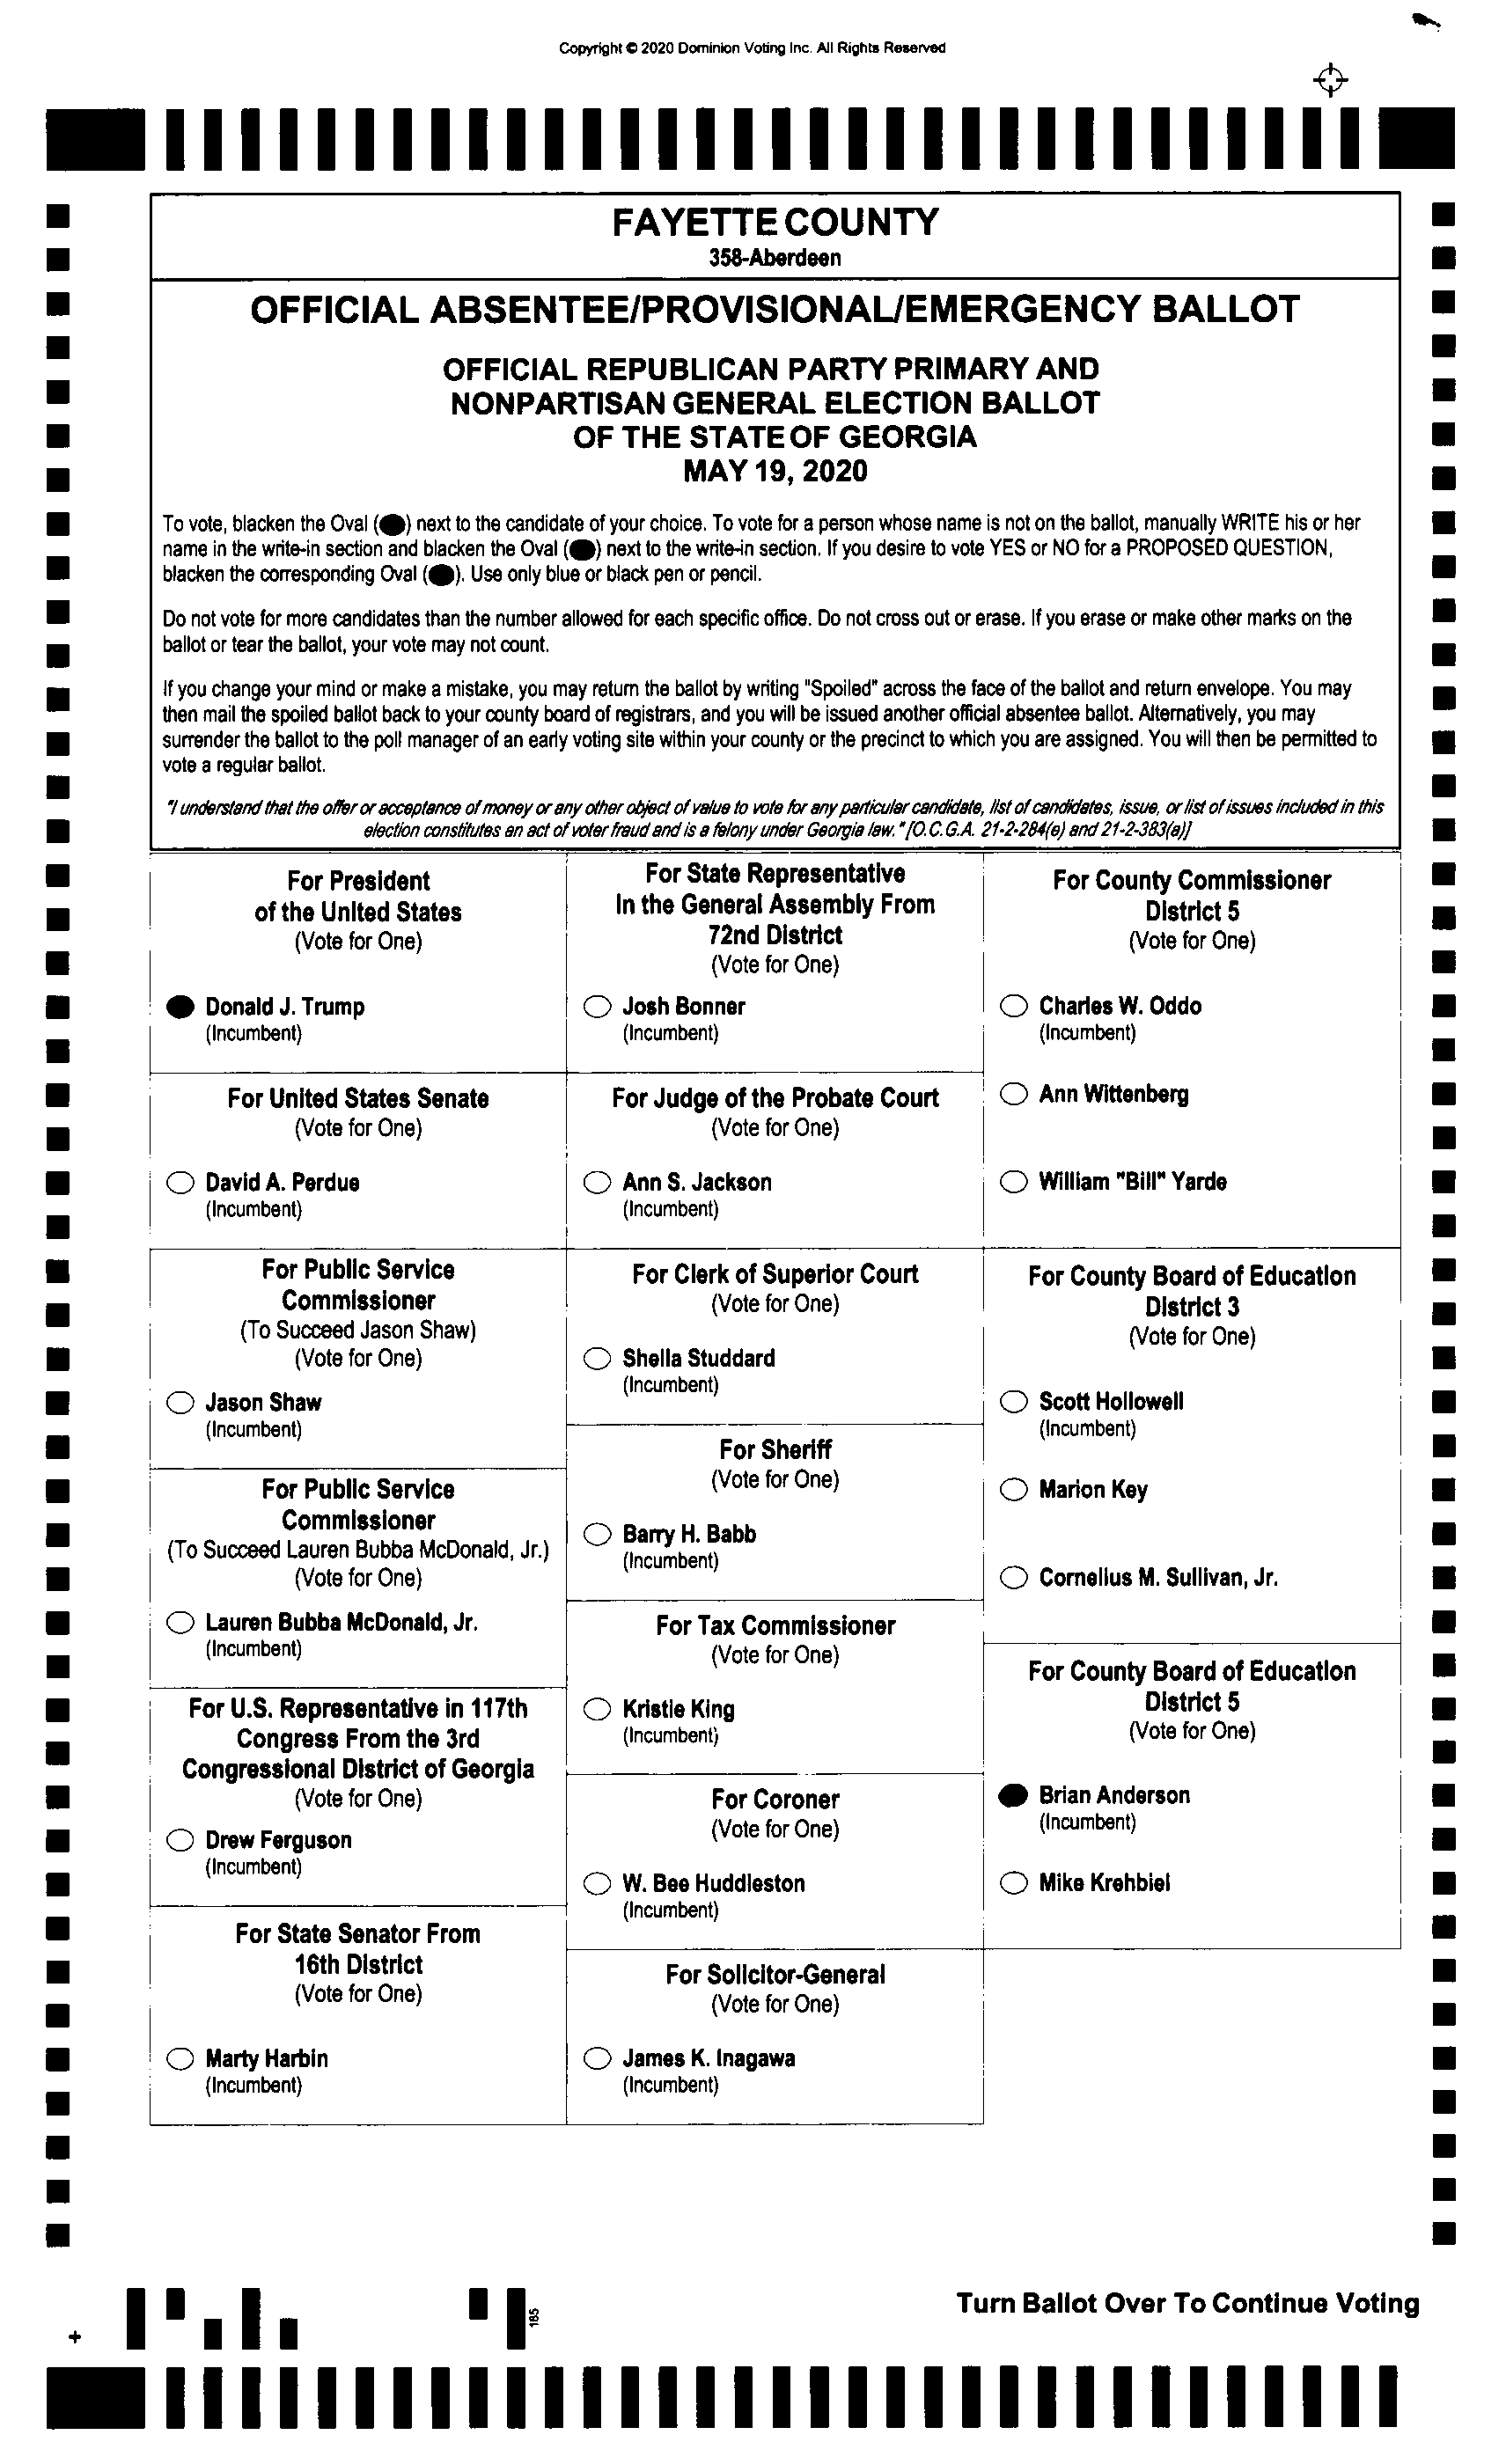 Copyright © 2020 Dominion Voting Inc. All Rights Reserved
FAYETTE COUNTY
358-Aberdeen
OFFICIAL ABSENTEE/PROVISIONAL/EMERGENCY BALLOT
OFFICIAL REPUBLICAN PARTY PRIMARY AND
NONPARTISAN GENERAL ELECTION BALLOT
OF THE STATE OF GEORGIA
MAY 19, 2020
To vote, blacken the Oval ( ) next to the candidate of your choice. To vote for a person whose name is not on the ballot, manually WRITE his or her
name in the write-in section and blacken the Oval ( ) next to the write-in section. If you desire to vote YES or NO for a PROPOSED QUESTION,
blacken the corresponding Oval ( ). Use only blue or black pen or pencil.
Do not vote for more candidates than the number allowed for each specific office. Do not cross out or erase. If you erase or make other marks on the
ballot or tear the ballot, your vote may not count.
If you change your mind or make a mistake, you may return the ballot by writing "Spoiled" across the face of the ballot and return envelope. You may
then mail the spoiled ballot back to your county board of registrars, and you will be issued another official absentee ballot. Alternatively, you may
surrender the ballot to the poll manager of an early voting site within your county or the precinct to which you are assigned. You will then be permitted to
vote a regular ballot.
"I understand that the offer or acceptance of money or any other object of value to vote for any particular candidate, list of candidates, issue, or list of issues included in this
election constitutes an act of voter fraud and is a felony under Georgia law." [O.C.G.A. 21-2-284(e) and 21-2-383(a)]
For President
of the United States
(Vote for One)
Donald J. Trump
(Incumbent)
For United States Senate
(Vote for One)
David A. Perdue
(Incumbent)
For Public Service
Commissioner
(To Succeed Jason Shaw)
(Vote for One)
Jason Shaw
(Incumbent)
For Public Service
Commissioner
(To Succeed Lauren Bubba McDonald, Jr.)
(Vote for One)
Lauren Bubba McDonald, Jr.
(Incumbent)
For U.S. Representative in 117th
Congress From the 3rd
Congressional District of Georgia
(Vote for One)
Drew Ferguson
(Incumbent)
For State Senator From
16th District
(Vote for One)
Marty Harbin
(Incumbent)
For State Representative
In the General Assembly From
72nd District
(Vote for One)
Josh Bonner
(Incumbent)
For Judge of the Probate Court
(Vote for One)
Ann S. Jackson
(Incumbent)
For Clerk of Superior Court
(Vote for One)
Sheila Studdard
(Incumbent)
For Sheriff
(Vote for One)
Barry H. Babb
(Incumbent)
For Tax Commissioner
(Vote for One)
Kristie King
(Incumbent)
For Coroner
(Vote for One)
W. Bee Huddleston
(Incumbent)
For Solicitor-General
(Vote for One)
James K. Inagawa
(Incumbent)
For County Commissioner
District 5
(Vote for One)
Charles W. Oddo
(Incumbent)
Ann Wittenberg
William "Bill" Yarde
For County Board of Education
District 3
(Vote for One)
Scott Hollowell
(Incumbent)
Marion Key
Cornelius M. Sullivan, Jr.
For County Board of Education
District 5
(Vote for One)
Brian Anderson
(Incumbent)
Mike Krehbiel
Turn Ballot Over To Continue Voting
185
+